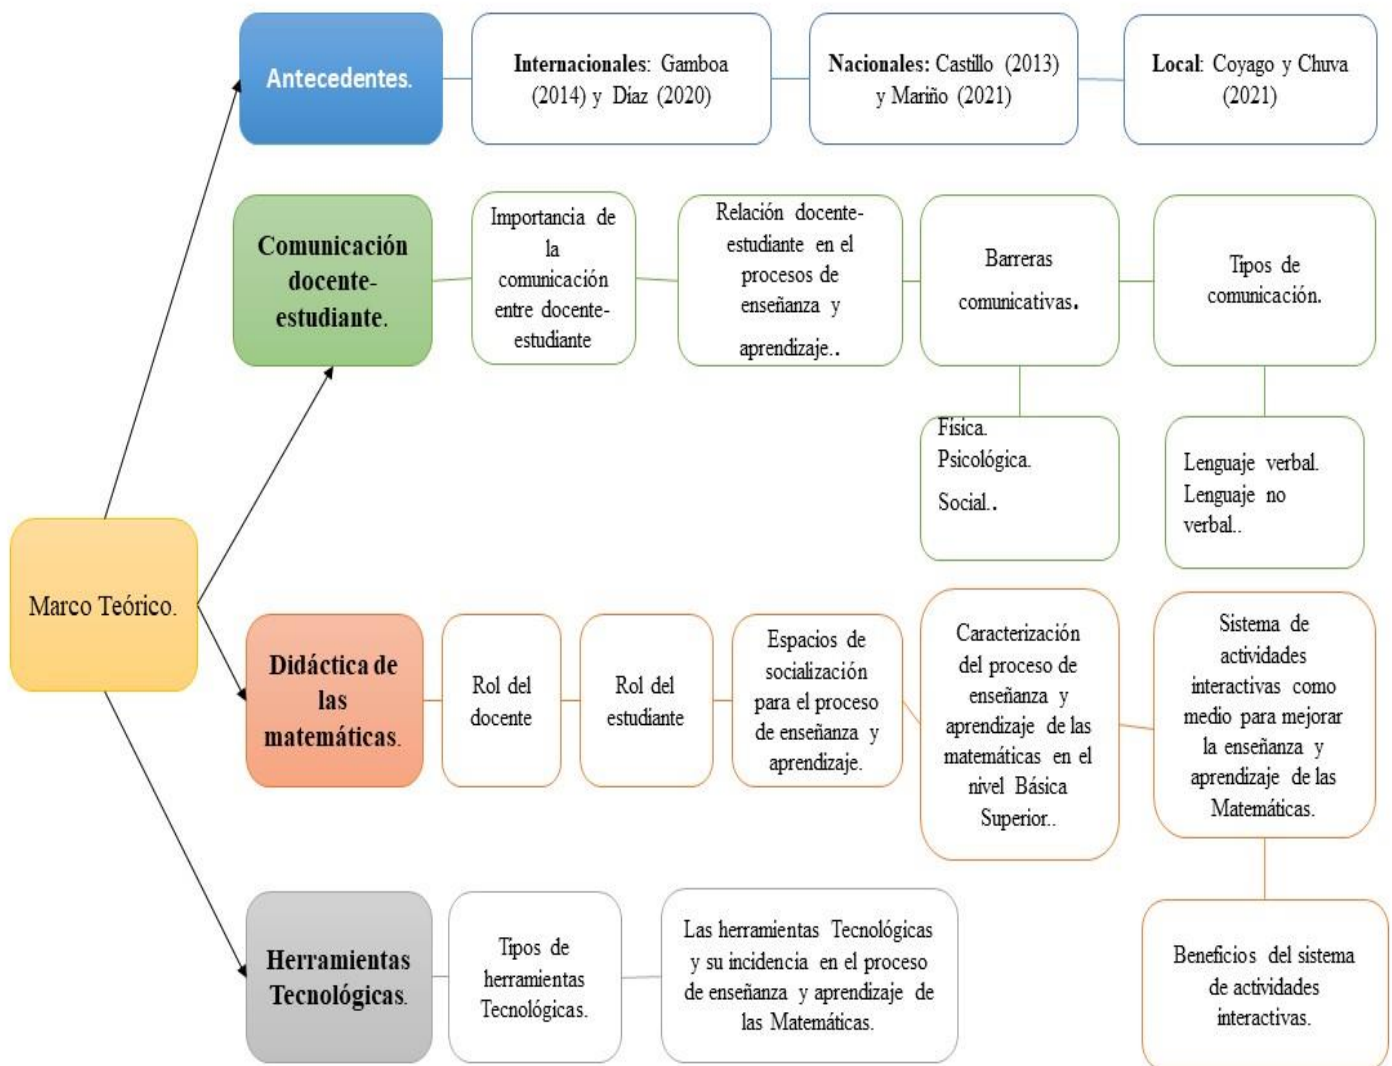 Antecedentes.
Internacionales: Gamboa
(2014) y Diaz (2020)
Nacionales: Castillo (2013)
y Mariño (2021)
Local: Coyago y Chuva
(2021)
Comunicación
docente-
estudiante.
Importancia de
la
comunicación
entre docente-
estudiante
Relación docente-
estudiante en el
procesos de
enseñanza y
aprendizaje..
Barreras
comunicativas.
Tipos de
comunicación.
Física.
Psicológica.
Social..
Lenguaje verbal.
Lenguaje no
verbal..
Marco Teórico.
Didáctica de
las
matemáticas.
Rol del
docente
Rol del
estudiante
Espacios de
socialización
para el proceso
de enseñanza y
aprendizaje.
Caracterización
del proceso de
enseñanza y
aprendizaje de las
matemáticas en el
nivel Básica
Superior..
Sistema de
actividades
interactivas como
medio para mejorar
la enseñanza y
aprendizaje de las
Matemáticas.
Beneficios del sistema
de actividades
interactivas.
Herramientas
Tecnológicas.
Tipos de
herramientas
Tecnológicas.
Las herramientas Tecnológicas
y su incidencia en el proceso
de enseñanza y aprendizaje de
las Matemáticas.